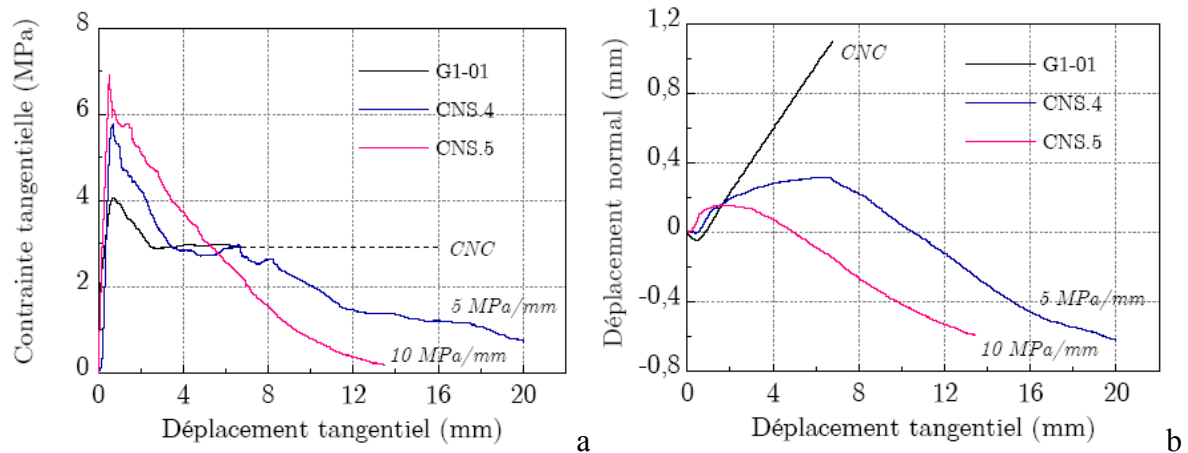 Contrainte tangentielle (MPa)
8
6
4
2
0
G1-01
CNS.4
CNS.5
CNC
5 MPa/mm
10 MPa/mm
0 4 8 12 16 20
Déplacement tangentiel (mm)
a
Déplacement normal (mm)
1,2
0,8
0,4
0
-0,4
-0,8
CNC
G1-01
CNS.4
CNS.5
5 MPa/mm
10 MPa/mm
0 4 8 12 16 20
Déplacement tangentiel (mm)
b